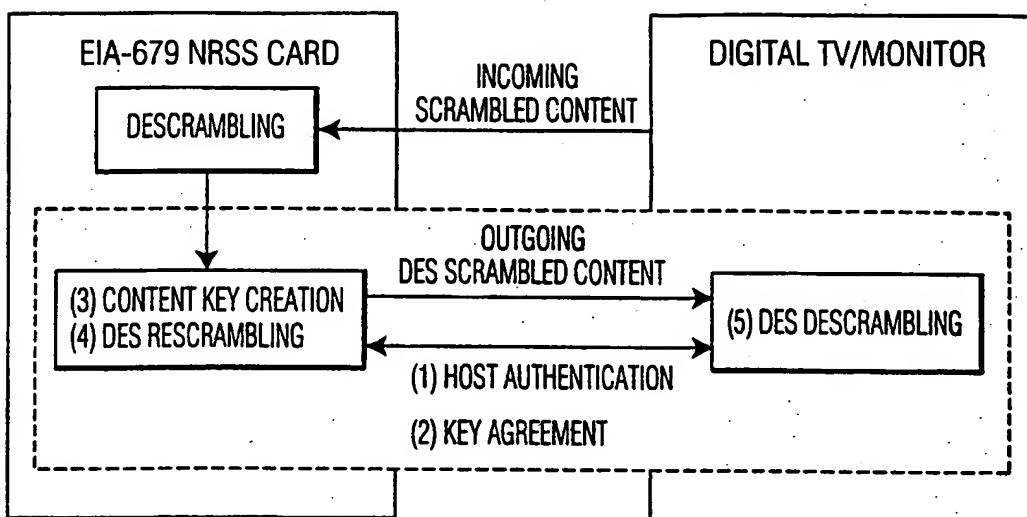 EIA-679 NRSS CARD
DIGITAL TV/MONITOR
INCOMING
SCRAMBLED CONTENT
DESCRAMBLING
OUTGOING
DES SCRAMBLED CONTENT
(3) CONTENT KEY CREATION
(4) DES RESCRAMBLING
(5) DES DESCRAMBLING
(1) HOST AUTHENTICATION
(2) KEY AGREEMENT